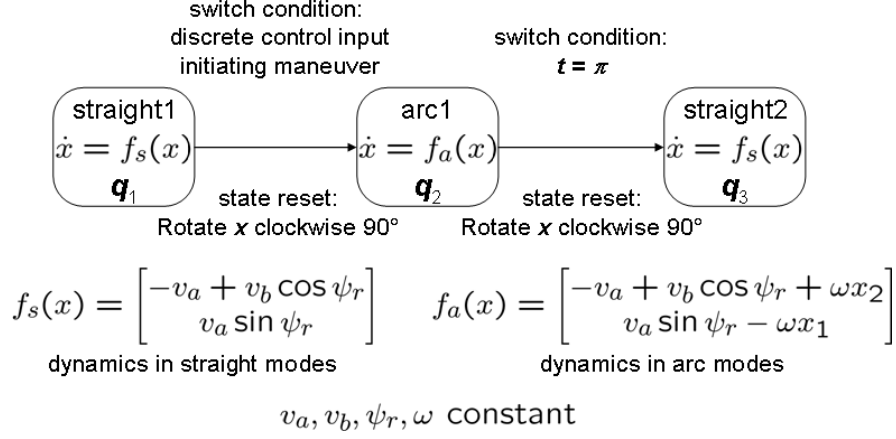 switch condition:
discrete control input
initiating maneuver
switch condition:
t = π
straight1
ẋ = f_s(x)
q_1
arc1
ẋ = f_a(x)
q_2
straight2
ẋ = f_s(x)
q_3
state reset:
Rotate x clockwise 90°
state reset:
Rotate x clockwise 90°
f_s(x) = [−v_a + v_b cos ψ_r
v_a sin ψ_r]
dynamics in straight modes
f_a(x) = [−v_a + v_b cos ψ_r + ωx_2
v_a sin ψ_r − ωx_1]
dynamics in arc modes
v_a, v_b, ψ_r, ω constant